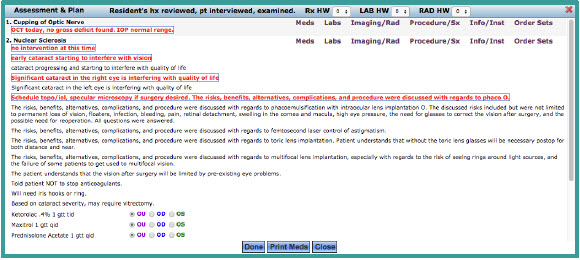 Assessment & Plan Resident's hx reviewed, pt interviewed, examined. Rx HW 0 LAB HW 0 RAD HW 0
1. Cupping of Optic Nerve Meds Labs Imaging/Rad Procedure/Sx Info/Inst Order Sets
OCT today, no gross deficit found. IOP normal range.
2. Nuclear Sclerosis Meds Labs Imaging/Rad Procedure/Sx Info/Inst Order Sets
no intervention at this time
early cataract starting to interfere with vision
cataract progressing and starting to interfere with quality of life
Significant cataract in the right eye is interfering with quality of life
Significant cataract in the left eye is interfering with quality of life
Schedule topo/iol, specular microscopy if surgery desired. The risks, benefits, alternatives, complications, and procedure were discussed with regards to phaco O.
The risks, benefits, alternatives, complications, and procedure were discussed with regards to phacoemulsification with intraocular lens implantation O. The discussed risks included but were not limited
to permanent loss of vision, floaters, infection, bleeding, pain, retinal detachment, swelling in the cornea and macula, high eye pressure, the need for glasses to correct the vision after surgery, and the
possible need for reoperation. All questions were answered.
The risks, benefits, alternatives, complications, and procedure were discussed with regards to femtosecond laser control of astigmatism.
The risks, benefits, alternatives, complications, and procedure were discussed with regards to toric lens implantation. Patient understands that without the toric lens glasses will be necessary postop for
both distance and near.
The risks, benefits, alternatives, complications, and procedure were discussed with regards to multifocal lens implantation, especially with regards to the risk of seeing rings around light sources, and
the failure of some patients to get used to multifocal vision.
The patient understands that the vision after surgery will be limited by pre-existing eye problems.
Told patient NOT to stop anticoagulants.
Will need iris hooks or ring.
Based on cataract severity, may require vitrectomy.
Ketorolac .4% 1 gtt tid OU OD OS
Maxitrol 1 gtt qid OU OD OS
Prednisolone Acetate 1 gtt qid OU OD OS
Done Print Meds Close